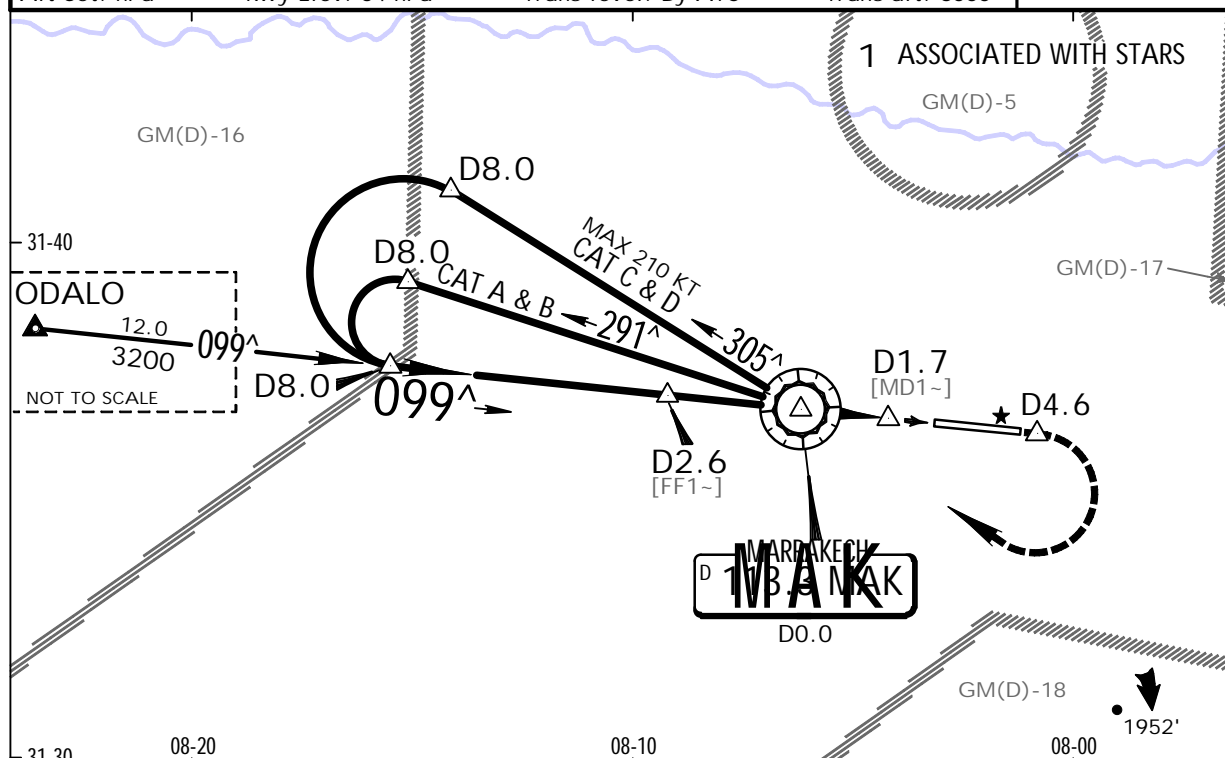 1 ASSOCIATED WITH STARS
GM(D)-5
GM(D)-16
D8.0
31-40
MAX 210 KT
CAT C & D
D8.0
CAT A & B
GM(D)-17
ODALO
12.0
3200
099^
291^
305^
D1.7
[MD1~]
D8.0
099^
NOT TO SCALE
D4.6
D2.6
[FF1~]
MARRAKECH
MAK
D 113.3 MAK
D0.0
GM(D)-18
1952'
08-20
08-10
08-00
31-30